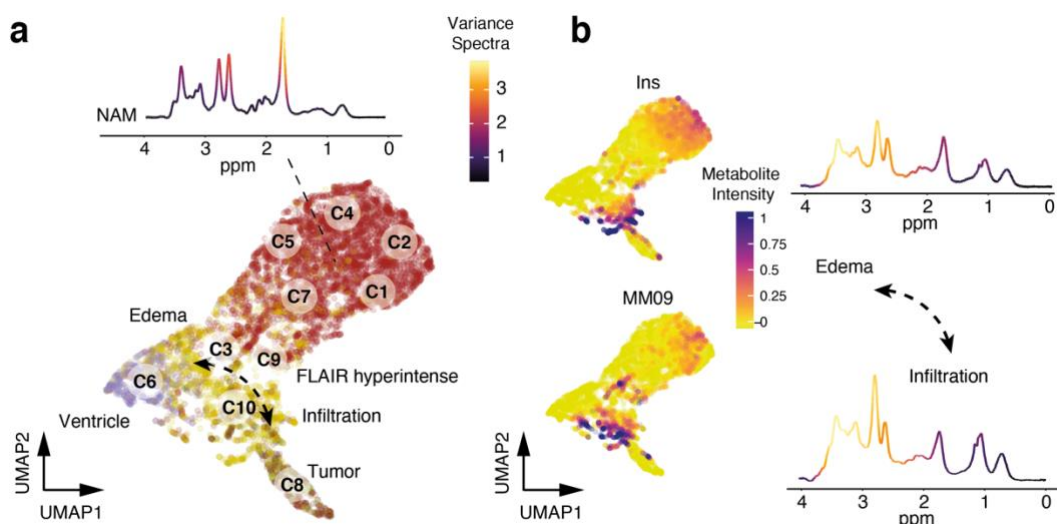 a
Variance
Spectra
3
2
1
NAM
4 3 2 1 0
ppm
C4
C5
C2
C7
C1
Edema
C3
C9
C6
FLAIR hyperintense
C10
Infiltration
Ventricle
Tumor
C8
UMAP2
UMAP1
b
Ins
Metabolite
Intensity
1
0.75
0.5
0.25
–0
MM09
4 3 2 1 0
ppm
Edema
Infiltration
4 3 2 1 0
ppm
UMAP2
UMAP1